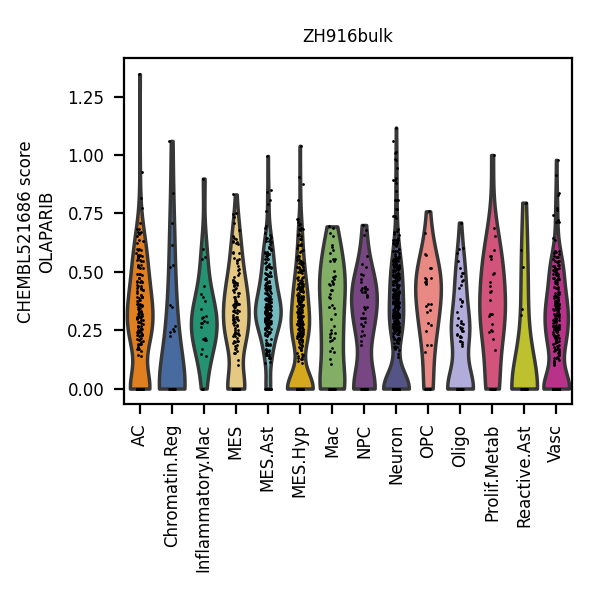 ZH916bulk
CHEMBL521686 score
OLAPARIB
1.25
1.00
0.75
0.50
0.25
0.00
AC
Chromatin.Reg
Inflammatory.Mac
MES
MES.Ast
MES.Hyp
Mac
NPC
Neuron
OPC
Oligo
Prolif.Metab
Reactive.Ast
Vasc